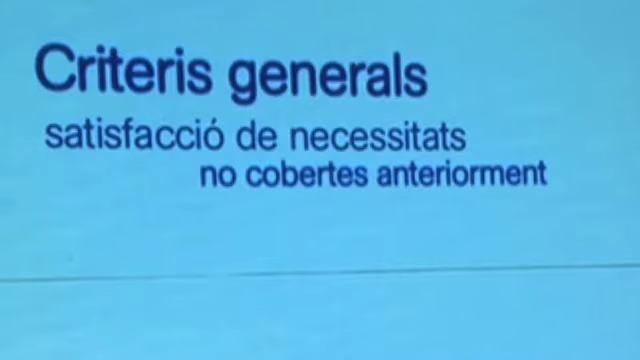 Criteris generals
satisfacció de necessitats
no cobertes anteriorment